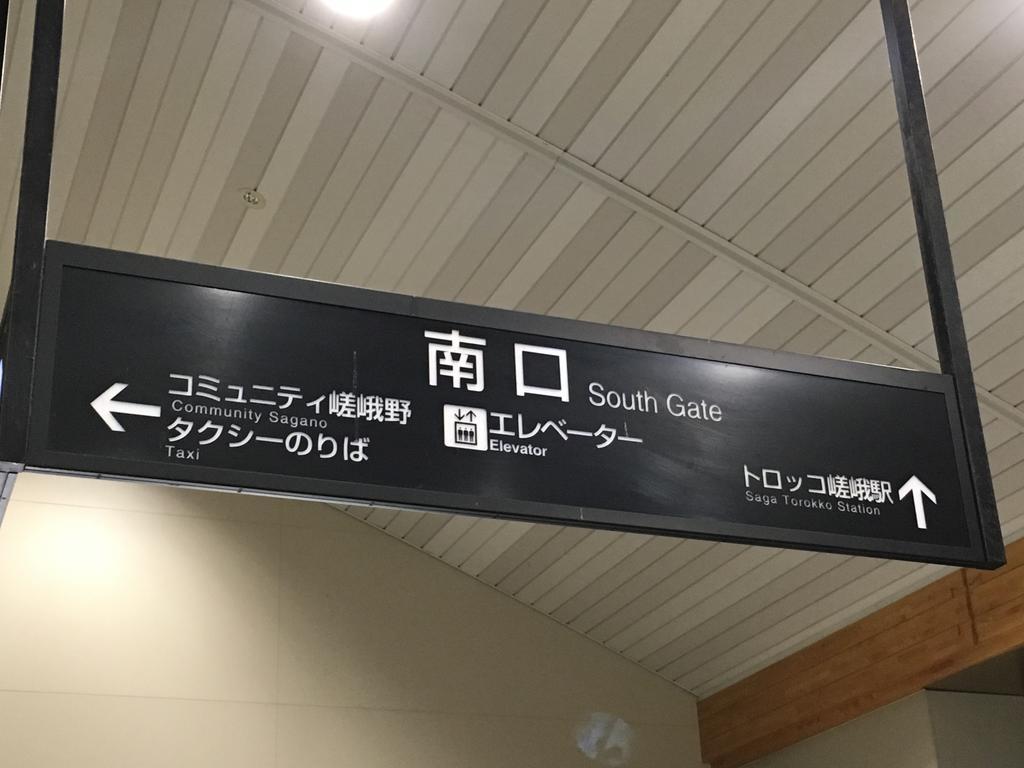 南口 South Gate
コミュニティ嵯峨野
Community Sagano
タクシーのりば
Taxi
エレベーター
Elevator
トロッコ嵯峨駅
Saga Torokko Station